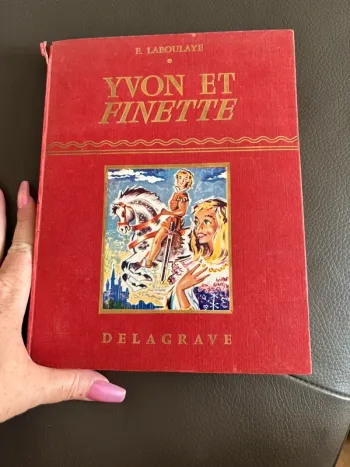 E. LABOULAYE
YVON ET
FINETTE
DELAGRAVE